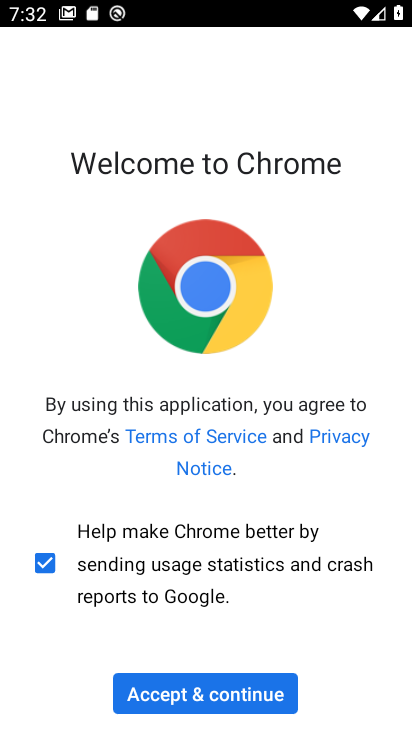 7:32
Welcome to Chrome
By using this application, you agree to
Chrome’s Terms of Service and Privacy
Notice.
Help make Chrome better by
sending usage statistics and crash
reports to Google.
Accept & continue